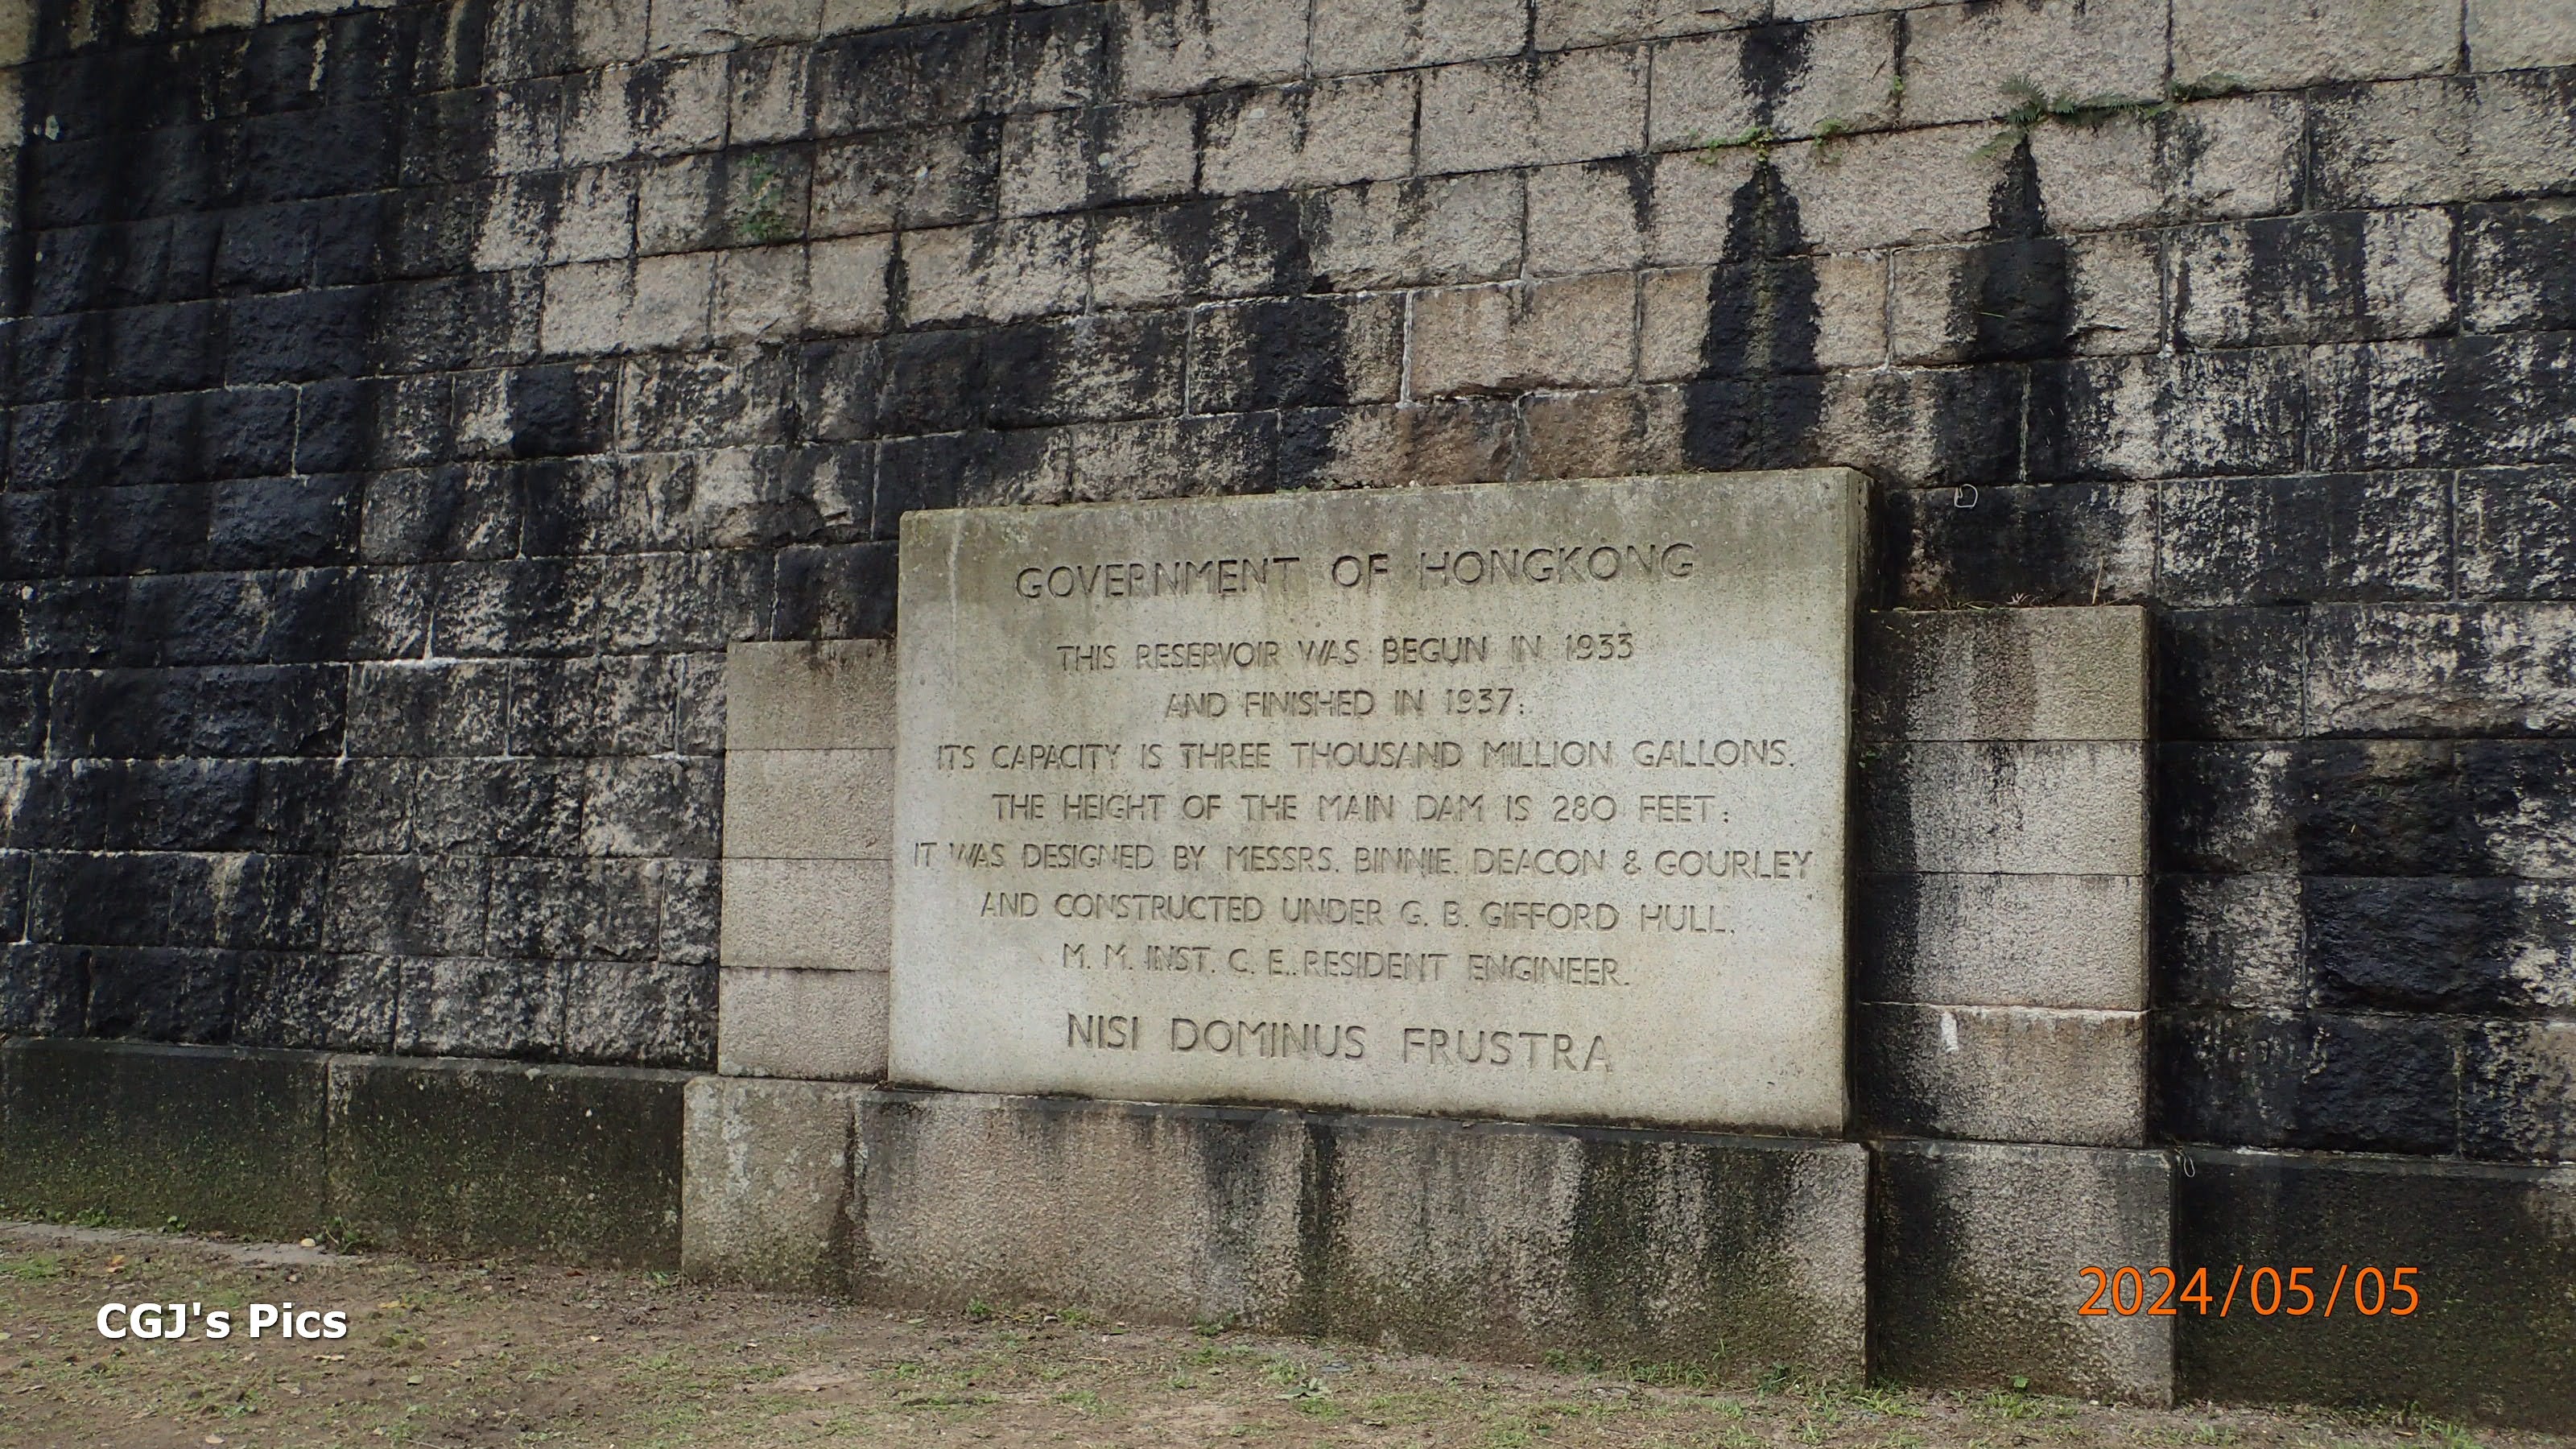 GOVERNMENT OF HONGKONG
THIS RESERVOIR WAS BEGUN IN 1933
AND FINISHED IN 1937;
ITS CAPACITY IS THREE THOUSAND MILLION GALLONS.
THE HEIGHT OF THE MAIN DAM IS 280 FEET;
IT WAS DESIGNED BY MESSRS. BINNIE, DEACON & GOURLEY
AND CONSTRUCTED UNDER G. B. GIFFORD HULL,
M. M. INST. C. E., RESIDENT ENGINEER.
NISI DOMINUS FRUSTRA
CGJ's Pics
2024/05/05